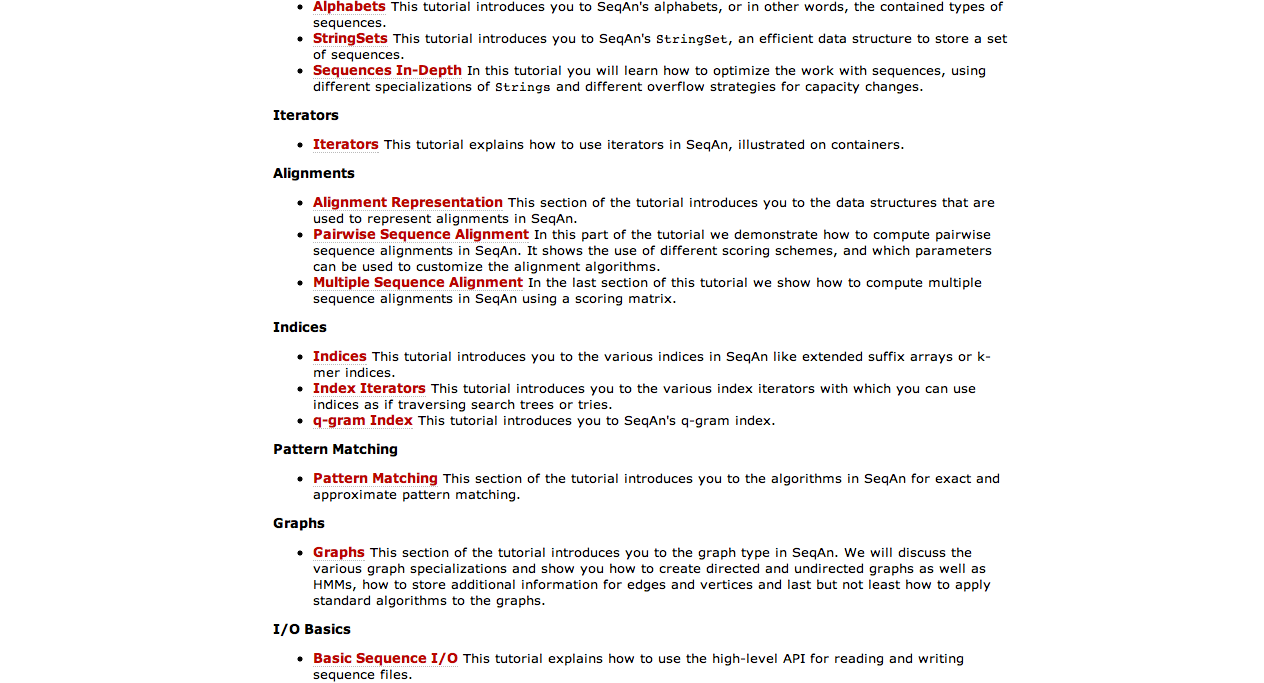 Alphabets This tutorial introduces you to SeqAn's alphabets, or in other words, the contained types of
sequences.
StringSets This tutorial introduces you to SeqAn's StringSet, an efficient data structure to store a set
of sequences.
Sequences In-Depth In this tutorial you will learn how to optimize the work with sequences, using
different specializations of Strings and different overflow strategies for capacity changes.
Iterators
Iterators This tutorial explains how to use iterators in SeqAn, illustrated on containers.
Alignments
Alignment Representation This section of the tutorial introduces you to the data structures that are
used to represent alignments in SeqAn.
Pairwise Sequence Alignment In this part of the tutorial we demonstrate how to compute pairwise
sequence alignments in SeqAn. It shows the use of different scoring schemes, and which parameters
can be used to customize the alignment algorithms.
Multiple Sequence Alignment In the last section of this tutorial we show how to compute multiple
sequence alignments in SeqAn using a scoring matrix.
Indices
Indices This tutorial introduces you to the various indices in SeqAn like extended suffix arrays or k-
mer indices.
Index Iterators This tutorial introduces you to the various index iterators with which you can use
indices as if traversing search trees or tries.
q-gram Index This tutorial introduces you to SeqAn's q-gram index.
Pattern Matching
Pattern Matching This section of the tutorial introduces you to the algorithms in SeqAn for exact and
approximate pattern matching.
Graphs
Graphs This section of the tutorial introduces you to the graph type in SeqAn. We will discuss the
various graph specializations and show you how to create directed and undirected graphs as well as
HMMs, how to store additional information for edges and vertices and last but not least how to apply
standard algorithms to the graphs.
I/O Basics
Basic Sequence I/O This tutorial explains how to use the high-level API for reading and writing
sequence files.